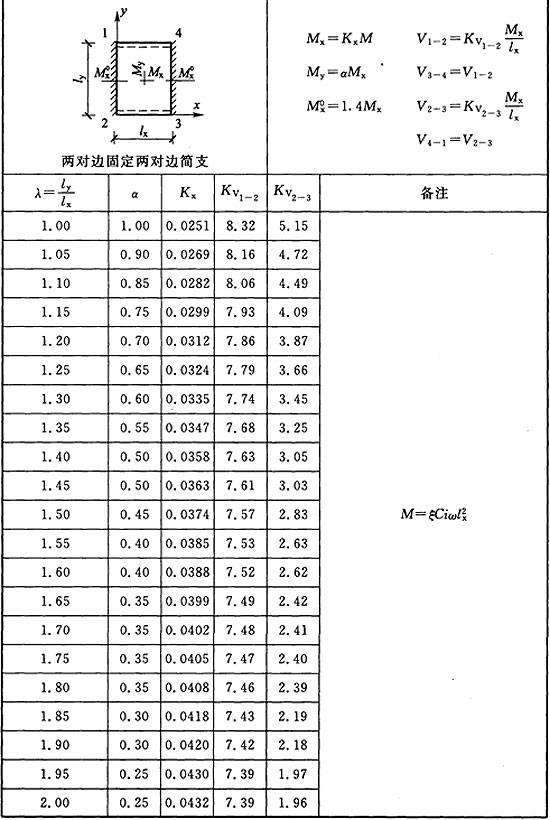 y
1 4
l_y M_x^0 M_y M_x M_x^0
x
2 3
l_x
两对边固定两对边简支
M_x=K_xM V_{1-2}=K_{V_{1-2}} M_x/l_x
M_y=αM_x V_{3-4}=V_{1-2}
M_x^0=1.4M_x V_{2-3}=K_{V_{2-3}} M_x/l_x
V_{4-1}=V_{2-3}
λ=l_y/l_x α K_x K_{V_{1-2}} K_{V_{2-3}} 备注
1.00 1.00 0.0251 8.32 5.15
1.05 0.90 0.0269 8.16 4.72
1.10 0.85 0.0282 8.06 4.49
1.15 0.75 0.0299 7.93 4.09
1.20 0.70 0.0312 7.86 3.87
1.25 0.65 0.0324 7.79 3.66
1.30 0.60 0.0335 7.74 3.45
1.35 0.55 0.0347 7.68 3.25
1.40 0.50 0.0358 7.63 3.05
1.45 0.50 0.0363 7.61 3.03
1.50 0.45 0.0374 7.57 2.83 M=ξCiωl_x^2
1.55 0.40 0.0385 7.53 2.63
1.60 0.40 0.0388 7.52 2.62
1.65 0.35 0.0399 7.49 2.42
1.70 0.35 0.0402 7.48 2.41
1.75 0.35 0.0405 7.47 2.40
1.80 0.35 0.0408 7.46 2.39
1.85 0.30 0.0418 7.43 2.19
1.90 0.30 0.0420 7.42 2.18
1.95 0.25 0.0430 7.39 1.97
2.00 0.25 0.0432 7.39 1.96